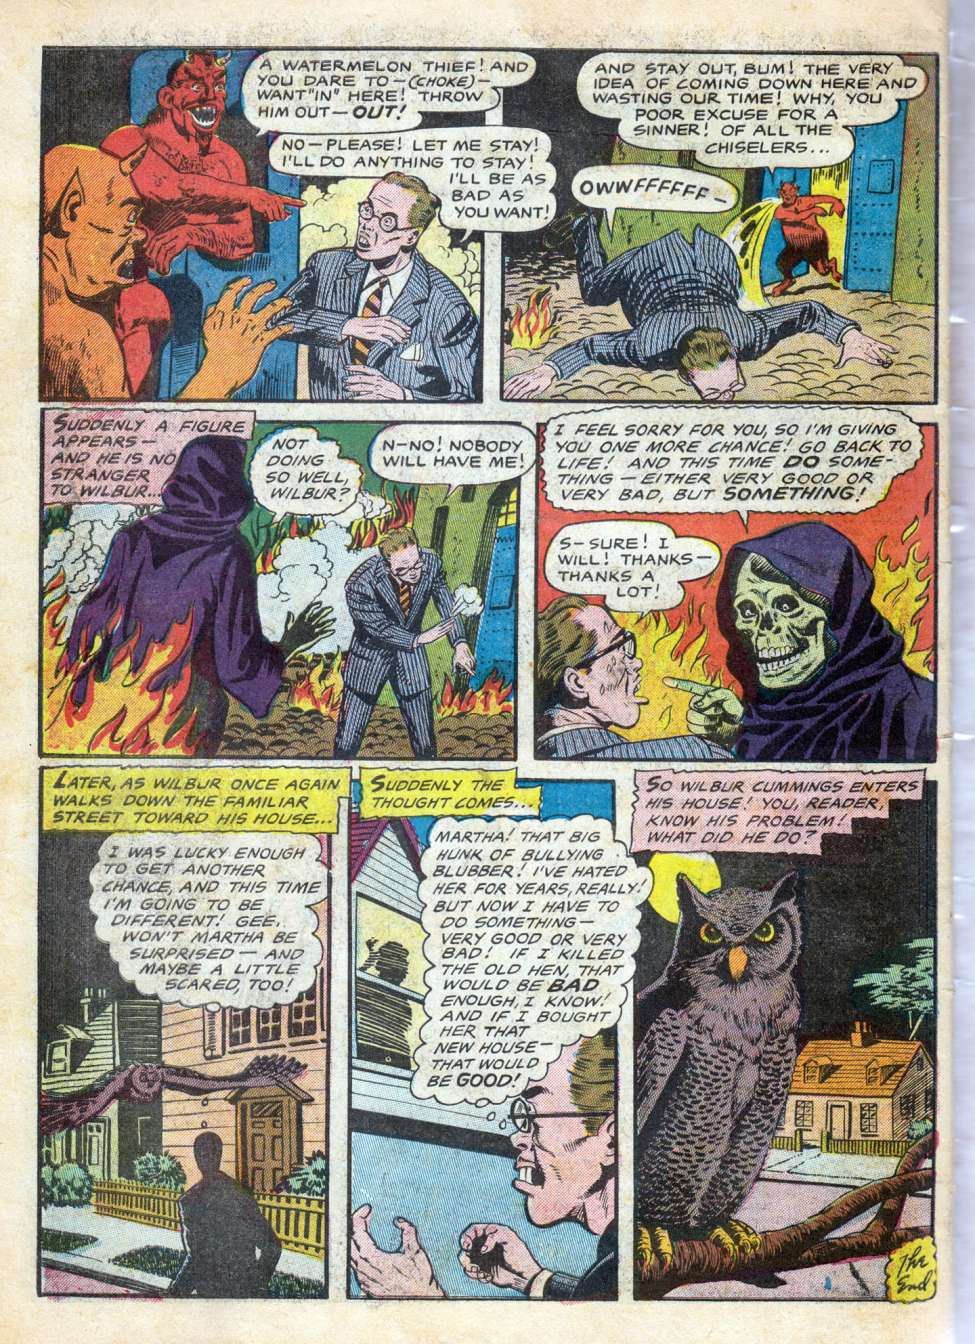 A WATERMELON THIEF! AND
YOU DARE TO—(CHOKE)—
WANT "IN" HERE! THROW
HIM OUT—OUT!
NO—PLEASE! LET ME STAY!
I'LL DO ANYTHING TO STAY!
I'LL BE AS
BAD AS
YOU WANT!
AND STAY OUT, BUM! THE VERY
IDEA OF COMING DOWN HERE AND
WASTING OUR TIME! WHY, YOU
POOR EXCUSE FOR A
SINNER! OF ALL THE
CHISELERS...
OWWFFFFFF—
SUDDENLY A FIGURE
APPEARS—
AND HE IS NO
STRANGER
TO WILBUR...
NOT
DOING
SO WELL,
WILBUR?
N-NO! NOBODY
WILL HAVE ME!
I FEEL SORRY FOR YOU, SO I'M GIVING
YOU ONE MORE CHANCE! GO BACK TO
LIFE! AND THIS TIME DO SOME-
THING—EITHER VERY GOOD OR
VERY BAD, BUT SOMETHING!
S-SURE! I
WILL! THANKS—
THANKS A
LOT!
LATER, AS WILBUR ONCE AGAIN
WALKS DOWN THE FAMILIAR
STREET TOWARD HIS HOUSE...
I WAS LUCKY ENOUGH
TO GET ANOTHER
CHANCE, AND THIS TIME
I'M GOING TO BE
DIFFERENT! GEE..
WON'T MARTHA BE
SURPRISED—AND
MAYBE A LITTLE
SCARED, TOO!
SUDDENLY THE
THOUGHT COMES...
MARTHA! THAT BIG
HUNK OF BULLYING
BLUBBER! I'VE HATED
HER FOR YEARS, REALLY!
BUT NOW I HAVE TO
DO SOMETHING—
VERY GOOD OR VERY
BAD! IF I KILLED
THE OLD HEN, THAT
WOULD BE BAD
ENOUGH, I KNOW!
AND IF I BOUGHT
HER THAT
NEW HOUSE—
THAT WOULD
BE GOOD!
SO WILBUR CUMMINGS ENTERS
HIS HOUSE! YOU, READER,
KNOW HIS PROBLEM!
WHAT DID HE DO?
The
End